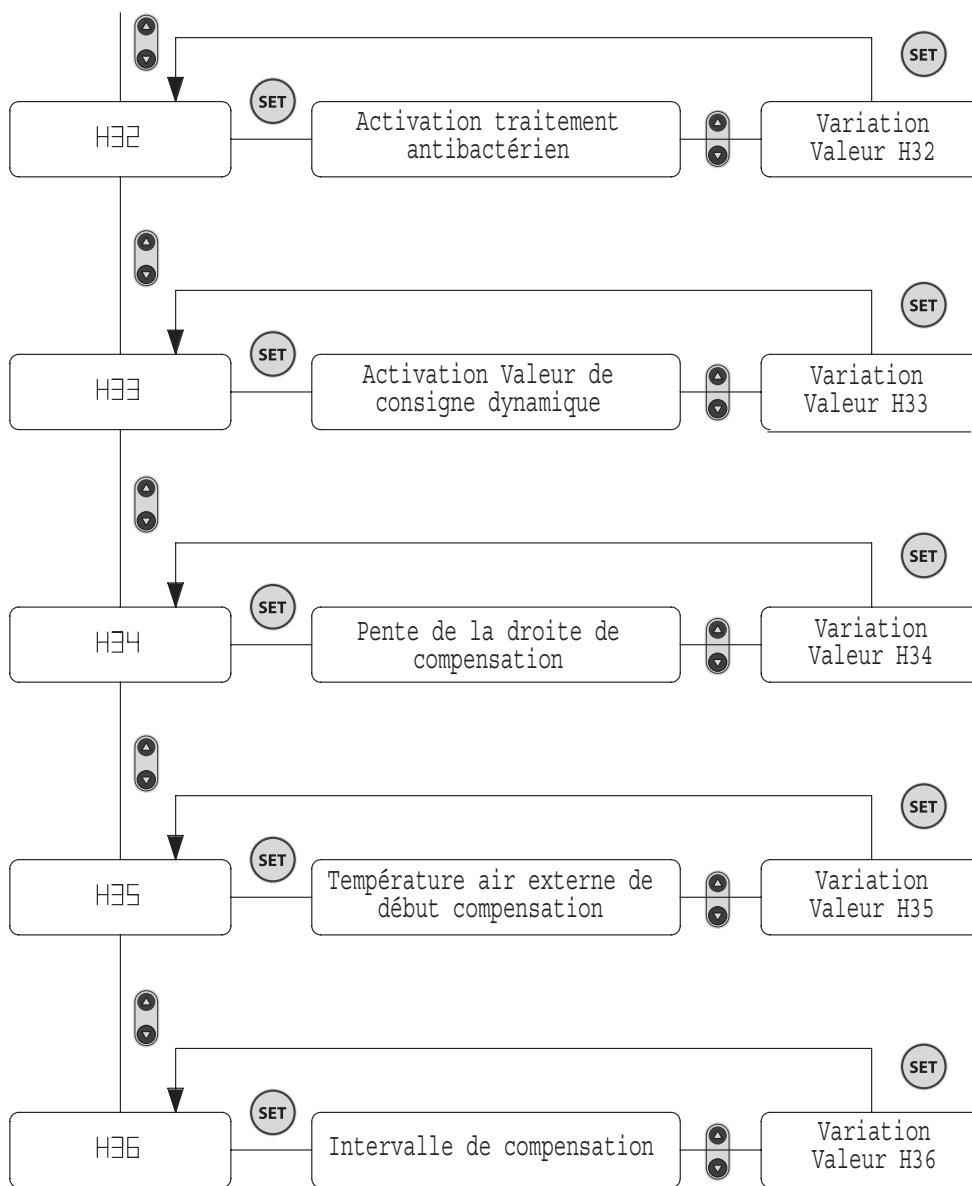 SET
SET
H32
Activation traitement
antibactérien
Variation
Valeur H32
SET
SET
H33
Activation Valeur de
consigne dynamique
Variation
Valeur H33
SET
SET
H34
Pente de la droite de
compensation
Variation
Valeur H34
SET
SET
H35
Température air externe de
début compensation
Variation
Valeur H35
SET
SET
H36
Intervalle de compensation
Variation
Valeur H36